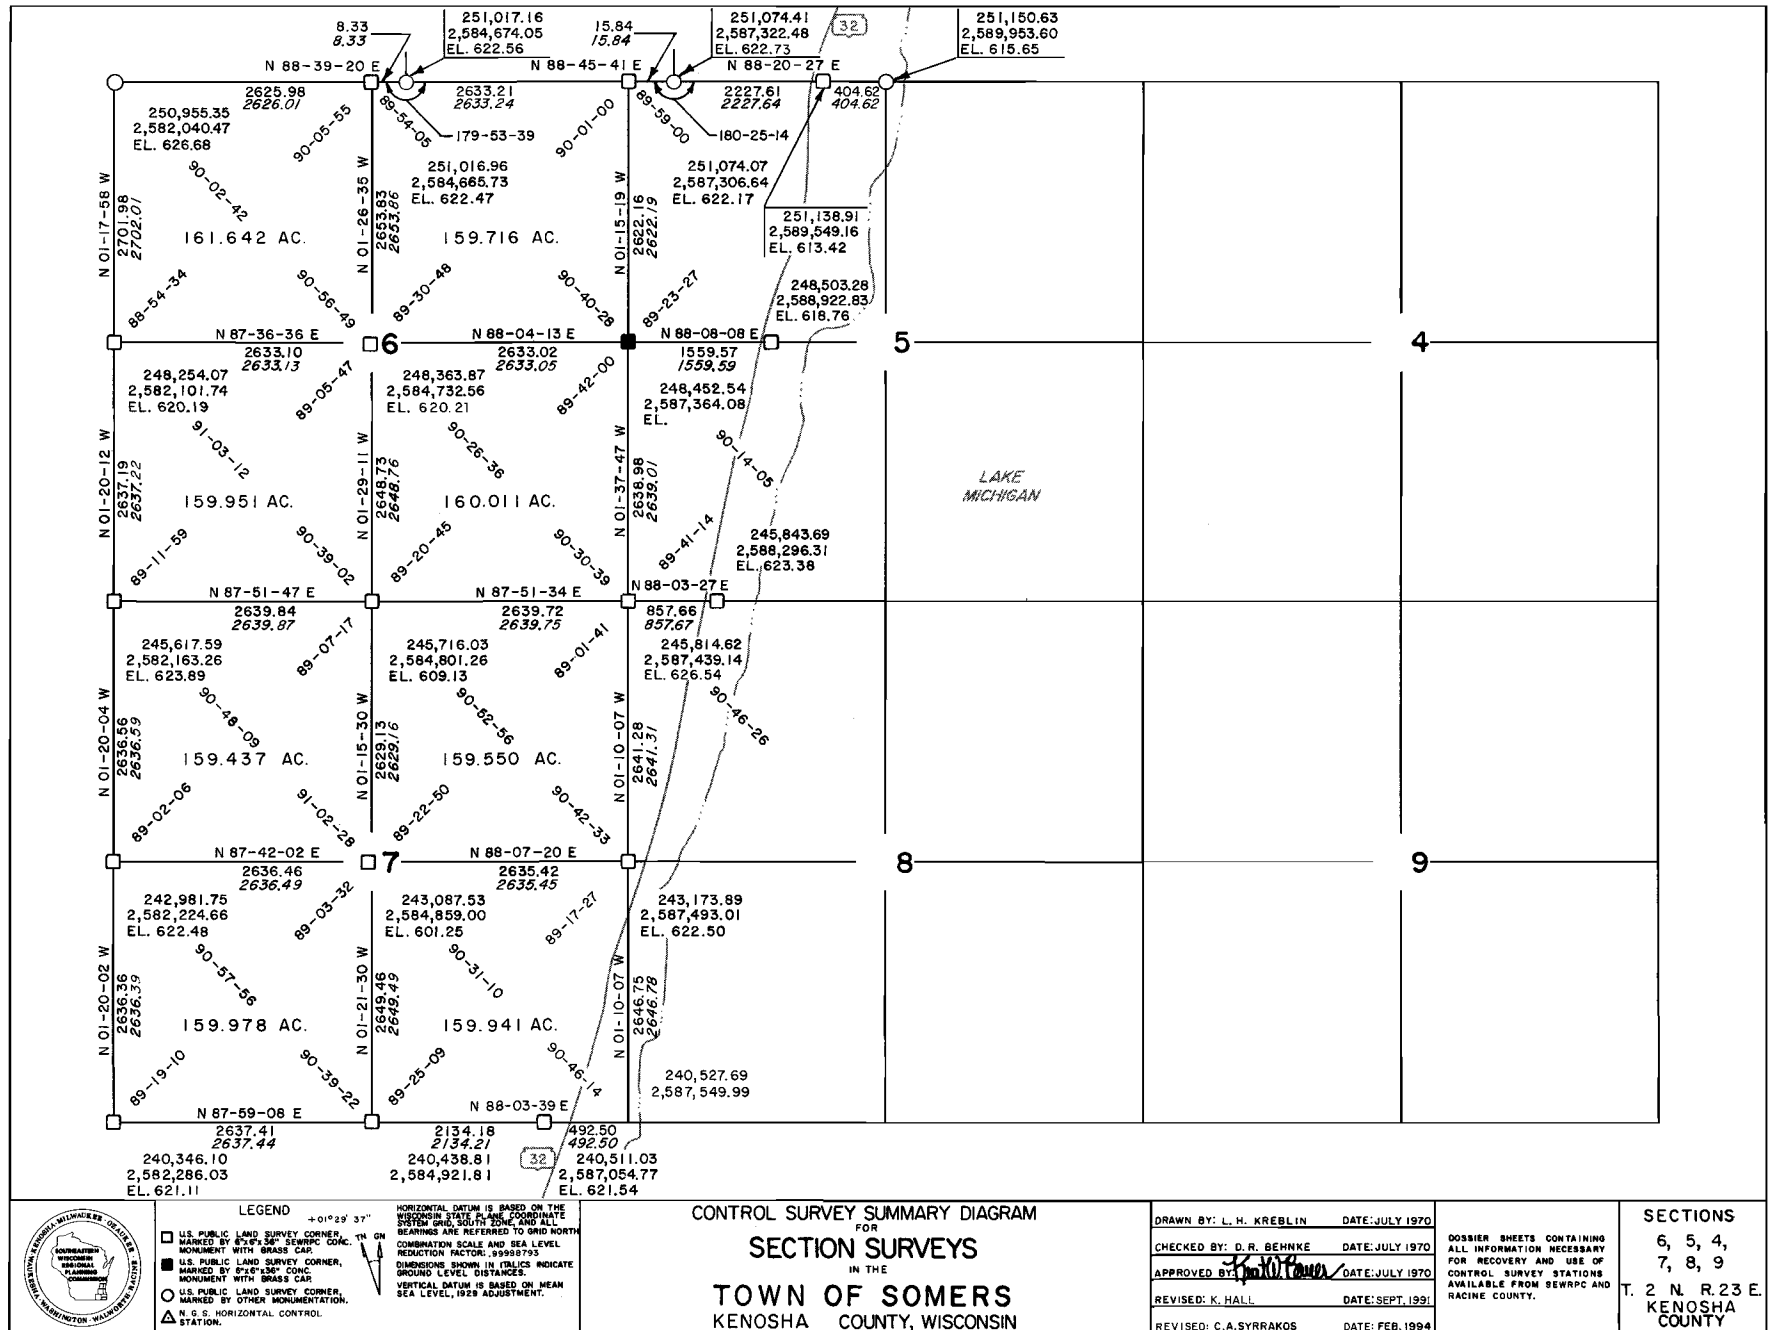 8.33
8.33
251,017.16
2,584,674.05
EL. 622.56
15.84
15.84
251,074.41
2,587,322.48
EL. 622.73
32
251,150.63
2,589,953.60
EL. 615.65
N 88-39-20 E
N 88-45-41 E
N 88-20-27 E
2625.98
2626.01
2633.21
2633.24
2227.61
2227.64
404.62
404.62
250,955.35
2,582,040.47
EL. 626.68
90-05-55
89-54-05
179-53-39
90-01-00
89-59-00
180-25-14
90-02-42
251,016.96
2,584,665.73
EL. 622.47
251,074.07
2,587,306.64
EL. 622.17
251,138.91
2,589,549.16
EL. 613.42
N 01-17-58 W
2701.98
2702.01
N 01-26-35 W
2653.83
2653.86
N 01-15-19 W
2622.16
2622.19
161.642 AC.
159.716 AC.
88-54-34
90-56-49
89-30-48
90-40-28
89-23-27
248,503.28
2,588,922.83
EL. 618.76
N 87-36-36 E
6
N 88-04-13 E
N 88-08-08 E
5
4
2633.10
2633.13
2633.02
2633.05
1559.57
1559.59
248,254.07
2,582,101.74
EL. 620.19
89-05-47
248,363.87
2,584,732.56
EL. 620.21
89-42-00
248,452.54
2,587,364.08
EL.
91-03-12
90-26-36
90-14-05
N 01-20-12 W
2637.19
2637.22
N 01-29-11 W
2648.73
2648.76
N 01-37-47 W
2638.98
2639.01
159.951 AC.
160.011 AC.
LAKE
MICHIGAN
89-11-59
90-39-02
89-20-45
90-30-39
89-41-14
245,843.69
2,588,296.31
EL. 623.38
N 87-51-47 E
N 87-51-34 E
N 88-03-27 E
2639.84
2639.87
2639.72
2639.75
857.66
857.67
245,617.59
2,582,163.26
EL. 623.89
89-07-17
245,716.03
2,584,801.26
EL. 609.13
89-01-41
245,814.62
2,587,439.14
EL. 626.54
90-48-09
90-52-56
90-46-26
N 01-20-04 W
2636.56
2636.59
N 01-15-30 W
2629.13
2629.16
N 01-10-07 W
2641.28
2641.31
159.437 AC.
159.550 AC.
89-02-06
91-02-28
89-22-50
90-42-33
N 87-42-02 E
7
N 88-07-20 E
8
9
2636.46
2636.49
2635.42
2635.45
242,981.75
2,582,224.66
EL. 622.48
89-03-32
243,087.53
2,584,859.00
EL. 601.25
89-17-27
243,173.89
2,587,493.01
EL. 622.50
90-57-56
90-31-10
N 01-20-02 W
2636.36
2636.39
N 01-21-30 W
2649.46
2649.49
N 01-10-07 W
2646.75
2646.78
159.978 AC.
159.941 AC.
89-19-10
90-39-22
89-25-09
90-46-14
240,527.69
2,587,549.99
N 87-59-08 E
N 88-03-39 E
2637.41
2637.44
2134.18
2134.21
492.50
492.50
240,346.10
2,582,286.03
EL. 621.11
240,438.81
2,584,921.81
32
240,511.03
2,587,054.77
EL. 621.54
SOUTHEASTERN
WISCONSIN
REGIONAL
PLANNING
COMMISSION
KENOSHA · MILWAUKEE · OZAUKEE · RACINE · WALWORTH · WASHINGTON · WAUKESHA
LEGEND
+01°29' 37"
TN GN
U.S. PUBLIC LAND SURVEY CORNER,
MARKED BY 6"x6"x36" SEWRPC CONC.
MONUMENT WITH BRASS CAP.
U.S. PUBLIC LAND SURVEY CORNER,
MARKED BY 6"x6"x36" CONC.
MONUMENT WITH BRASS CAP.
U.S. PUBLIC LAND SURVEY CORNER,
MARKED BY OTHER MONUMENTATION.
N. G. S. HORIZONTAL CONTROL
STATION.
HORIZONTAL DATUM IS BASED ON THE
WISCONSIN STATE PLANE COORDINATE
SYSTEM GRID, SOUTH ZONE, AND ALL
BEARINGS ARE REFERRED TO GRID NORTH
COMBINATION SCALE AND SEA LEVEL
REDUCTION FACTOR: .99998793
DIMENSIONS SHOWN IN ITALICS INDICATE
GROUND LEVEL DISTANCES.
VERTICAL DATUM IS BASED ON MEAN
SEA LEVEL, 1929 ADJUSTMENT.
CONTROL SURVEY SUMMARY DIAGRAM
FOR
SECTION SURVEYS
IN THE
TOWN OF SOMERS
KENOSHA COUNTY, WISCONSIN
DRAWN BY: L. H. KREBLIN DATE: JULY 1970
CHECKED BY: D. R. BEHNKE DATE: JULY 1970
APPROVED BY: DATE: JULY 1970
REVISED: K. HALL DATE: SEPT. 1991
REVISED: C.A. SYRRAKOS DATE: FEB. 1994
DOSSIER SHEETS CONTAINING
ALL INFORMATION NECESSARY
FOR RECOVERY AND USE OF
CONTROL SURVEY STATIONS
AVAILABLE FROM SEWRPC AND
RACINE COUNTY.
SECTIONS
6, 5, 4,
7, 8, 9
T. 2 N. R. 23 E.
KENOSHA
COUNTY